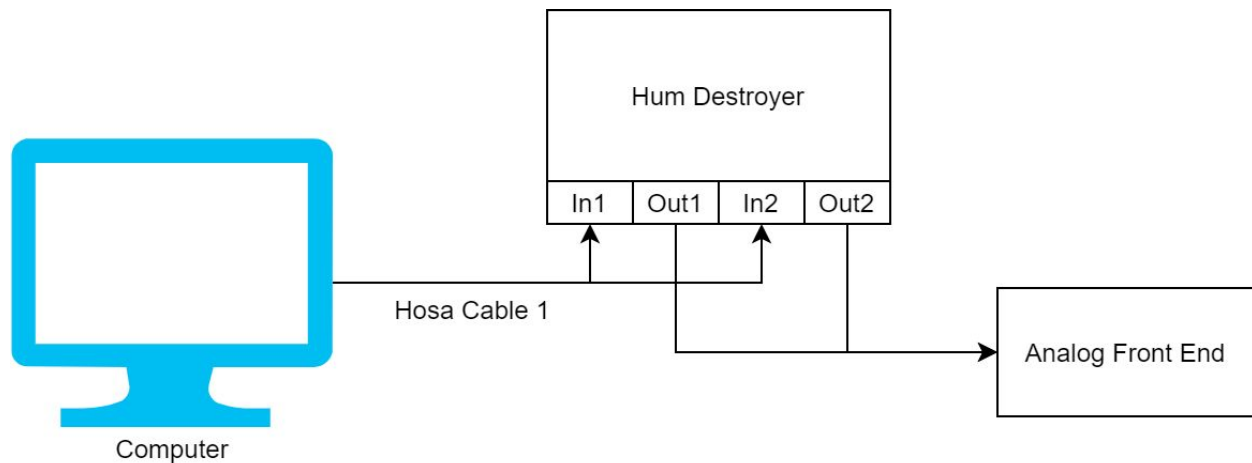 Hum Destroyer
In1 Out1 In2 Out2
Hosa Cable 1
Analog Front End
Computer